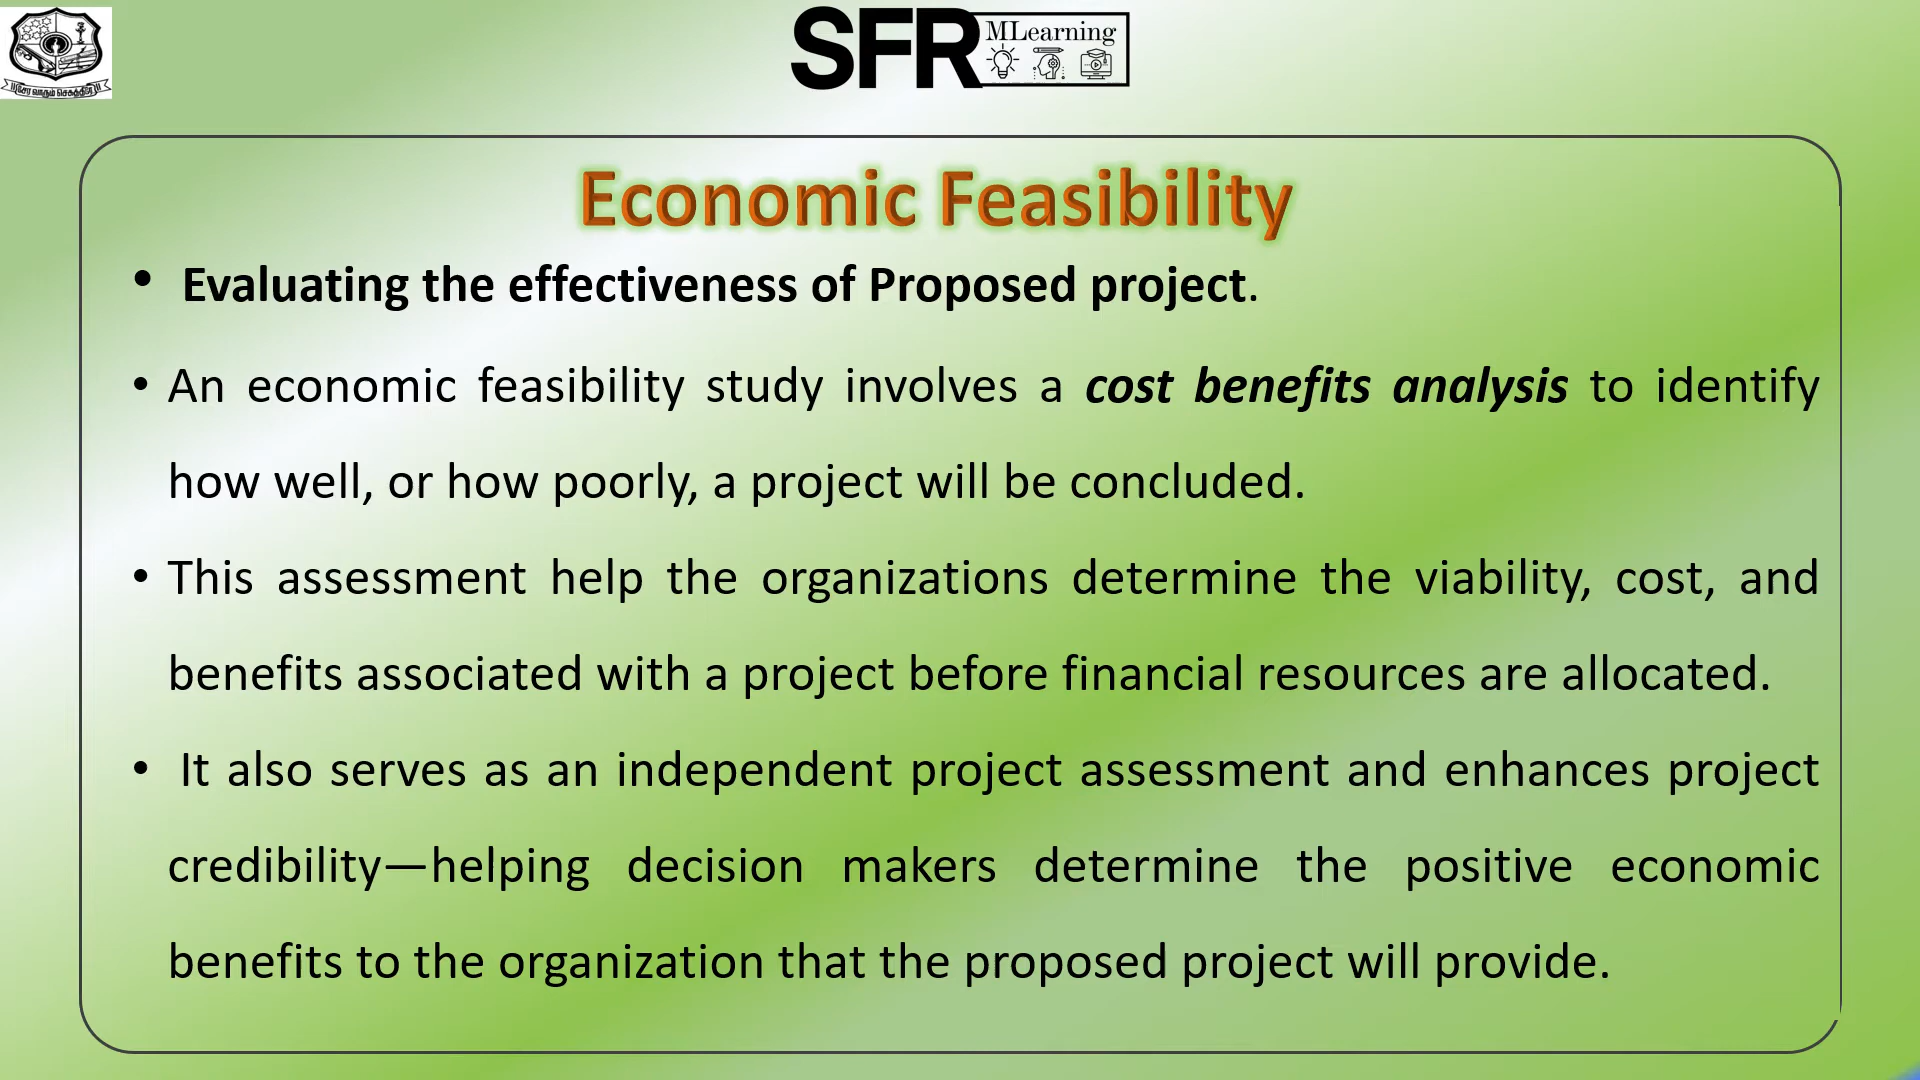 SFR MLearning
Economic Feasibility
• Evaluating the effectiveness of Proposed project.
• An economic feasibility study involves a cost benefits analysis to identify
how well, or how poorly, a project will be concluded.
• This assessment help the organizations determine the viability, cost, and
benefits associated with a project before financial resources are allocated.
• It also serves as an independent project assessment and enhances project
credibility—helping decision makers determine the positive economic
benefits to the organization that the proposed project will provide.